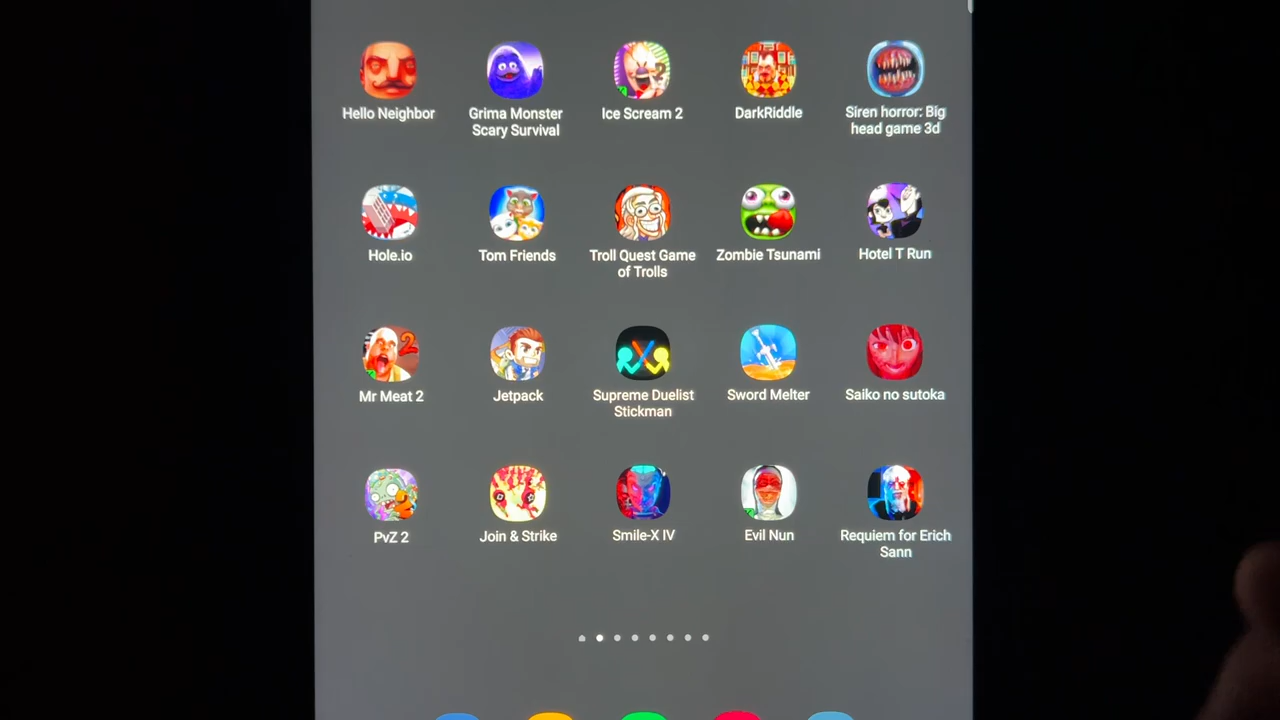 Hello Neighbor
Grima Monster
Scary Survival
Ice Scream 2
DarkRiddle
Siren horror: Big
head game 3d
Hole.io
Tom Friends
Troll Quest Game
of Trolls
Zombie Tsunami
Hotel T Run
2
Mr Meat 2
Jetpack
Supreme Duelist
Stickman
Sword Melter
Saiko no sutoka
PvZ 2
Join & Strike
Smile-X IV
Evil Nun
Requiem for Erich
Sann